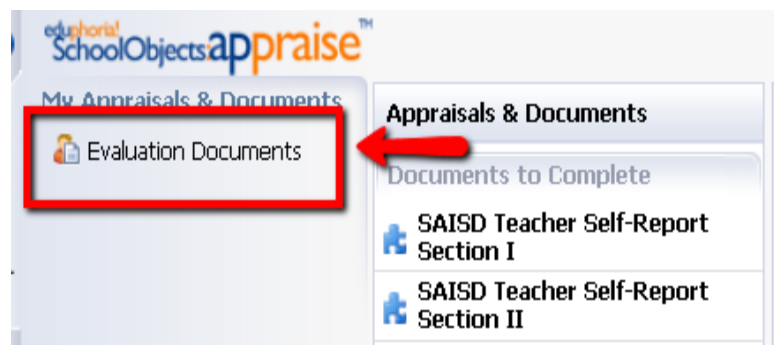 eduphoria!
SchoolObjects:appraise™
My Appraisals & Documents
Evaluation Documents
Appraisals & Documents
Documents to Complete
SAISD Teacher Self-Report
Section I
SAISD Teacher Self-Report
Section II